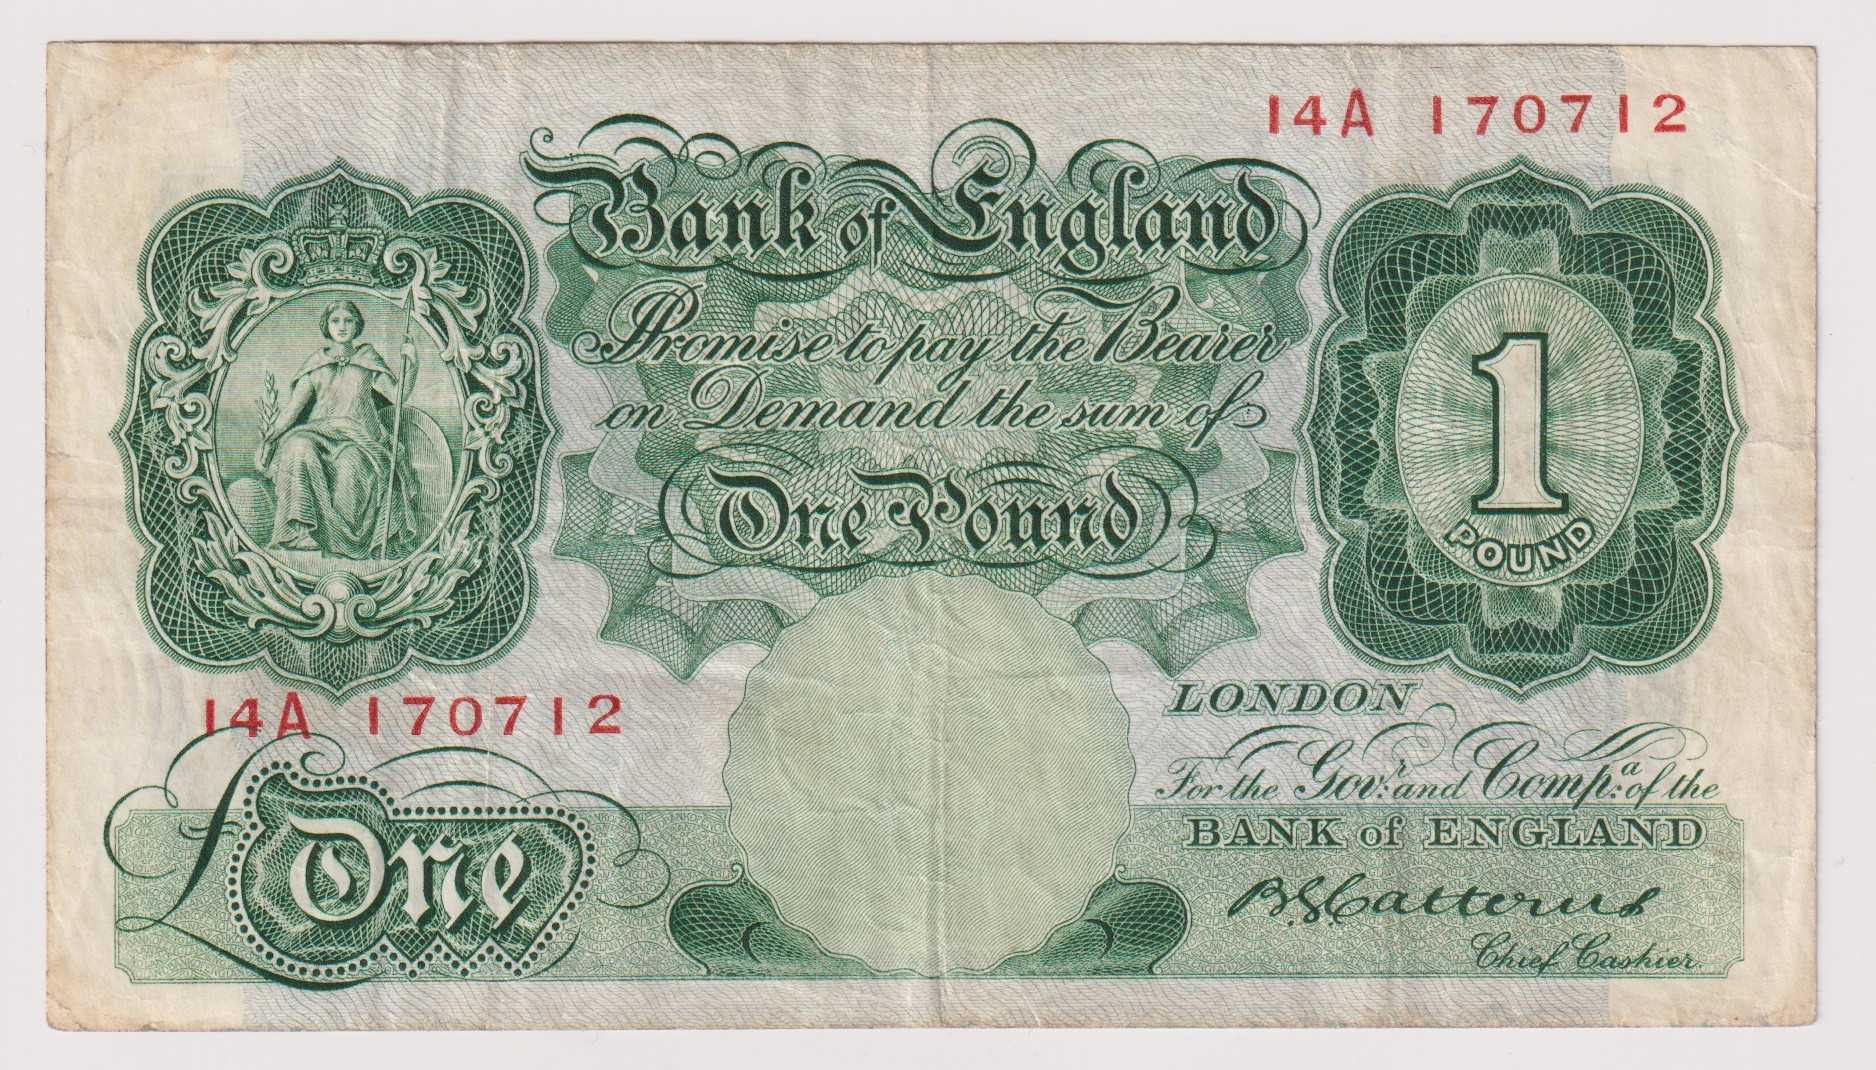 14A 170712
Bank of England
Promise to pay the Bearer
on Demand the sum of
One Pound
1
POUND
14A 170712
LONDON
For the Govr. and Compa. of the
BANK of ENGLAND
£One
B G Catterns
Chief Cashier.